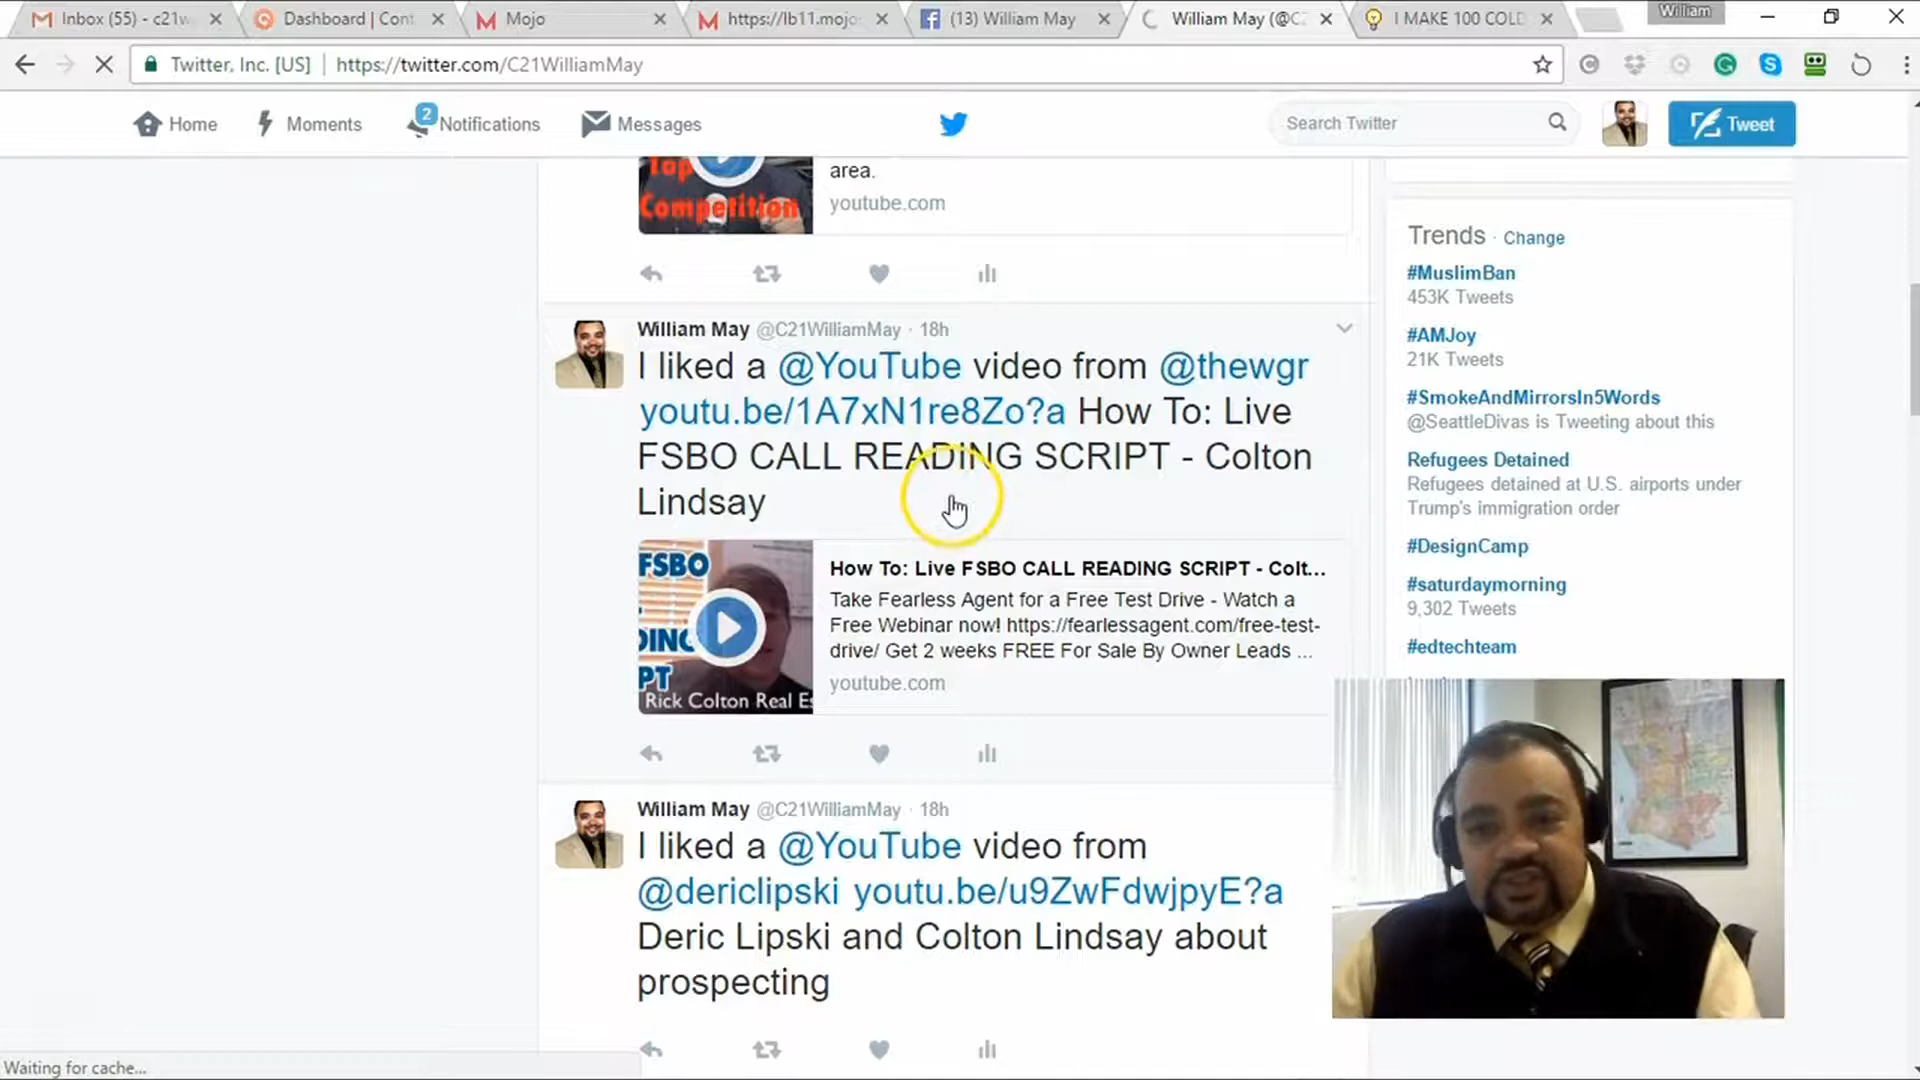 Inbox (55) - c21w
Dashboard | Cont
Mojo
https://lb11.mojo
(13) William May
William May (@C2
I MAKE 100 COLD
William
Twitter, Inc. [US]
https://twitter.com/C21WilliamMay
Home
Moments
2
Notifications
Messages
Search Twitter
Tweet
Top
Competition
area.
youtube.com
William May @C21WilliamMay · 18h
I liked a @YouTube video from @thewgr
youtu.be/1A7xN1re8Zo?a How To: Live
FSBO CALL READING SCRIPT - Colton
Lindsay
FSBO
DING
PT
Rick Colton Real Es
How To: Live FSBO CALL READING SCRIPT - Colt...
Take Fearless Agent for a Free Test Drive - Watch a
Free Webinar now! https://fearlessagent.com/free-test-
drive/ Get 2 weeks FREE For Sale By Owner Leads ...
youtube.com
William May @C21WilliamMay · 18h
I liked a @YouTube video from
@dericlipski youtu.be/u9ZwFdwjpyE?a
Deric Lipski and Colton Lindsay about
prospecting
Trends · Change
#MuslimBan
453K Tweets
#AMJoy
21K Tweets
#SmokeAndMirrorsIn5Words
@SeattleDivas is Tweeting about this
Refugees Detained
Refugees detained at U.S. airports under
Trump's immigration order
#DesignCamp
#saturdaymorning
9,302 Tweets
#edtechteam
Waiting for cache...